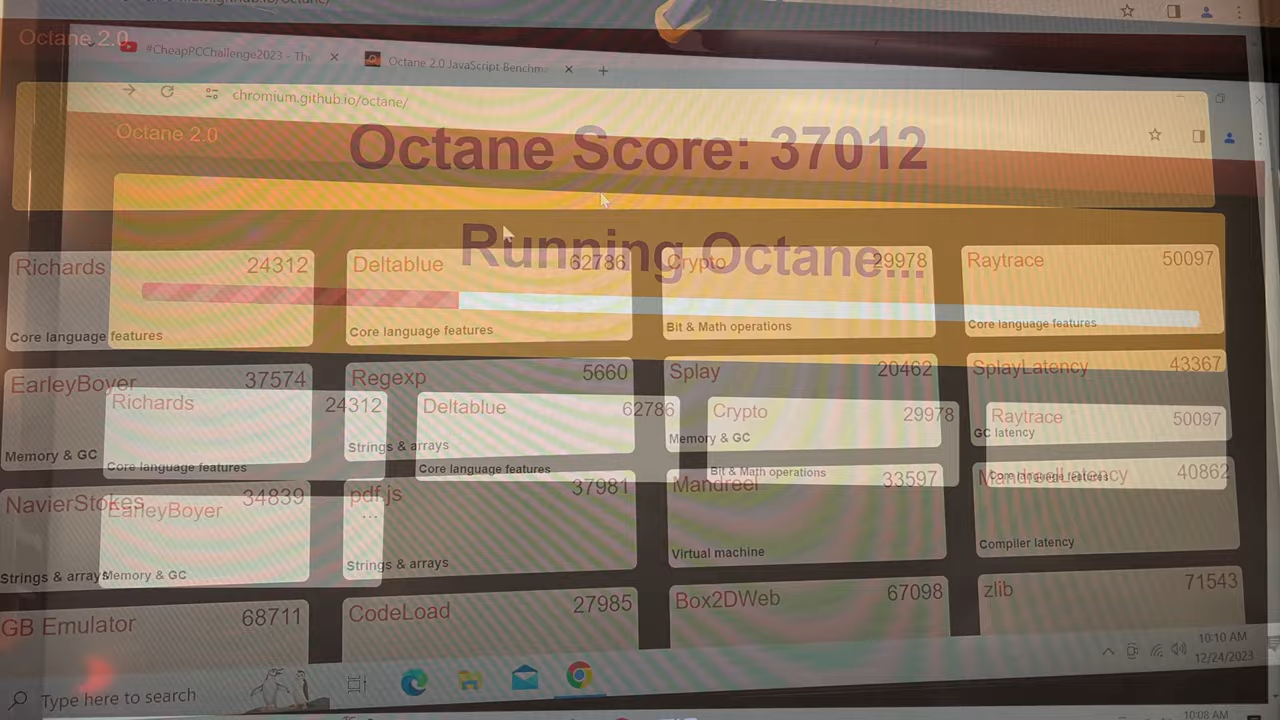 Octane 2.0
#CheapPCChallenge2023 - Th
Octane 2.0 JavaScript Benchm
chromium.github.io/octane/
Octane 2.0
Octane Score: 37012
Running Octane...
Richards 24312
Core language features
Deltablue 62786
Core language features
Crypto 29978
Bit & Math operations
Raytrace 50097
Core language features
EarleyBoyer 37574
Memory & GC
Regexp 5660
Strings & arrays
Splay 20462
Memory & GC
SplayLatency 43367
GC latency
Richards 24312
Core language features
Deltablue 62786
Core language features
Crypto 29978
Bit & Math operations
Raytrace 50097
Core language features
NavierStokes 34839
Strings & arrays
pdf.js 37981
Strings & arrays
Mandreel 33597
Virtual machine
MandreelLatency 40862
Compiler latency
EarleyBoyer
...
Memory & GC
GB Emulator 68711
CodeLoad 27985
Box2DWeb 67098
zlib 71543
Type here to search
10:10 AM
12/24/2023
10:08 AM